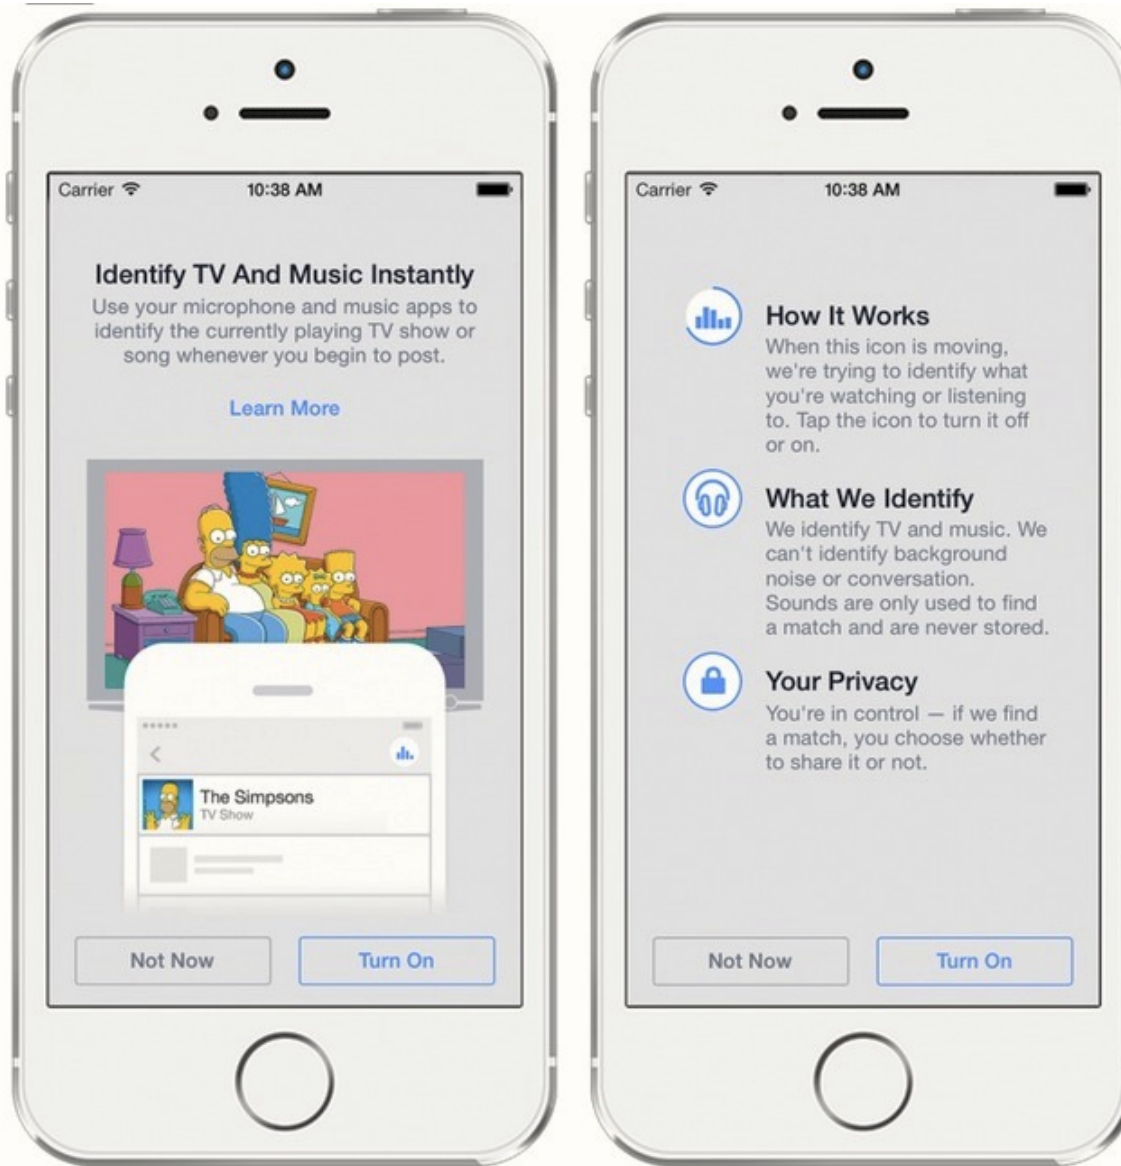 Carrier
10:38 AM
Identify TV And Music Instantly
Use your microphone and music apps to
identify the currently playing TV show or
song whenever you begin to post.
Learn More
The Simpsons
TV Show
Not Now
Turn On
Carrier
10:38 AM
How It Works
When this icon is moving,
we're trying to identify what
you're watching or listening
to. Tap the icon to turn it off
or on.
What We Identify
We identify TV and music. We
can't identify background
noise or conversation.
Sounds are only used to find
a match and are never stored.
Your Privacy
You're in control — if we find
a match, you choose whether
to share it or not.
Not Now
Turn On